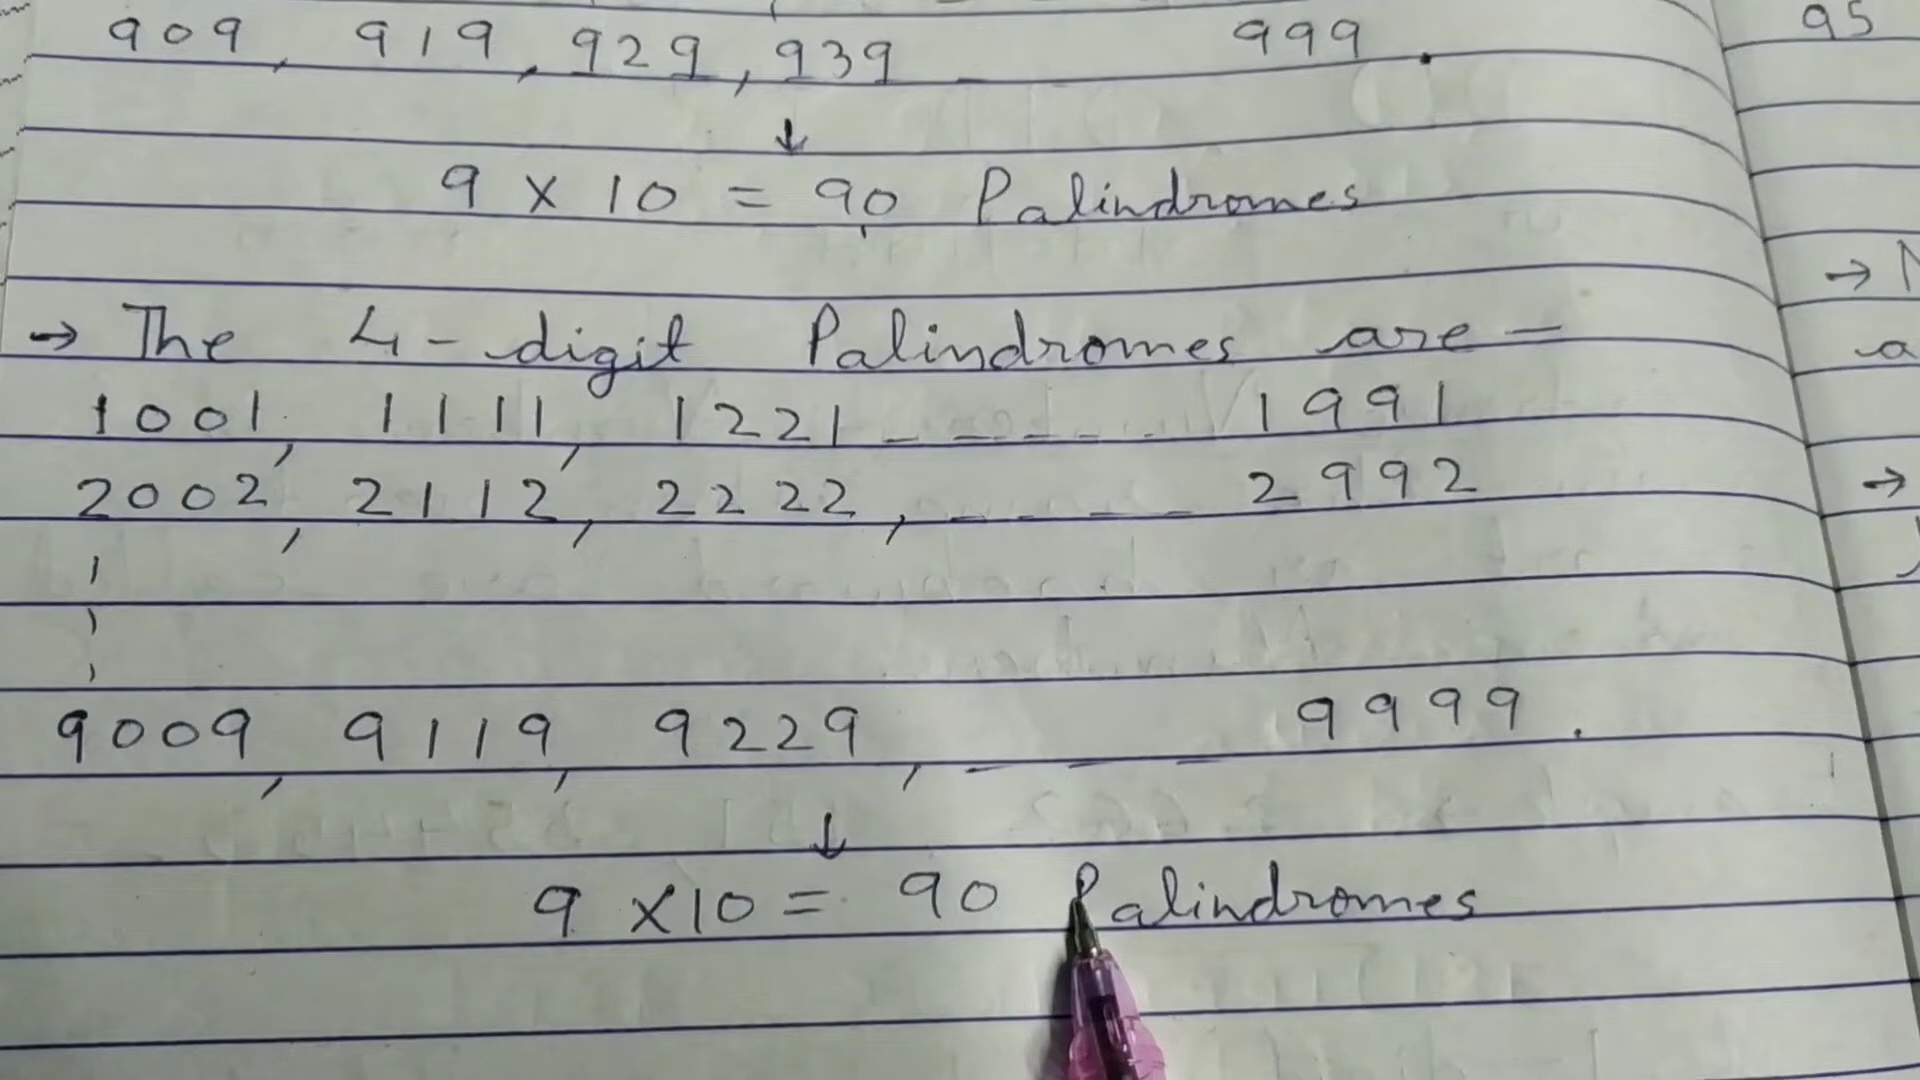 909, 919, 929, 939 _ 999.
↓
9 × 10 = 90 Palindromes
→ The 4-digit Palindromes are –
1001, 1111, 1221 _ _ _ _ _ 1991
2002, 2112, 2222, _ _ _ _ 2992
9009, 9119, 9229, _ _ _ 9999.
↓
9 × 10 = 90 Palindromes
95
→
a
→